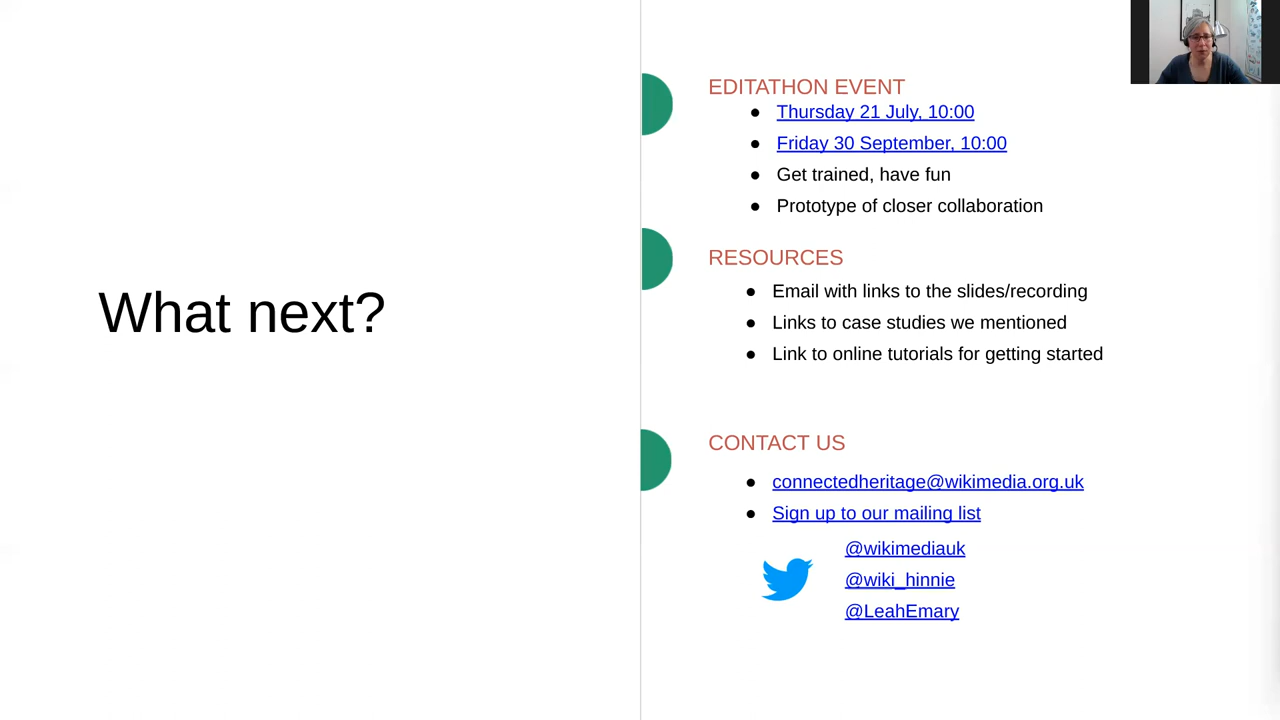 What next?
EDITATHON EVENT
● Thursday 21 July, 10:00
● Friday 30 September, 10:00
● Get trained, have fun
● Prototype of closer collaboration
RESOURCES
● Email with links to the slides/recording
● Links to case studies we mentioned
● Link to online tutorials for getting started
CONTACT US
● connectedheritage@wikimedia.org.uk
● Sign up to our mailing list
@wikimediauk
@wiki_hinnie
@LeahEmary